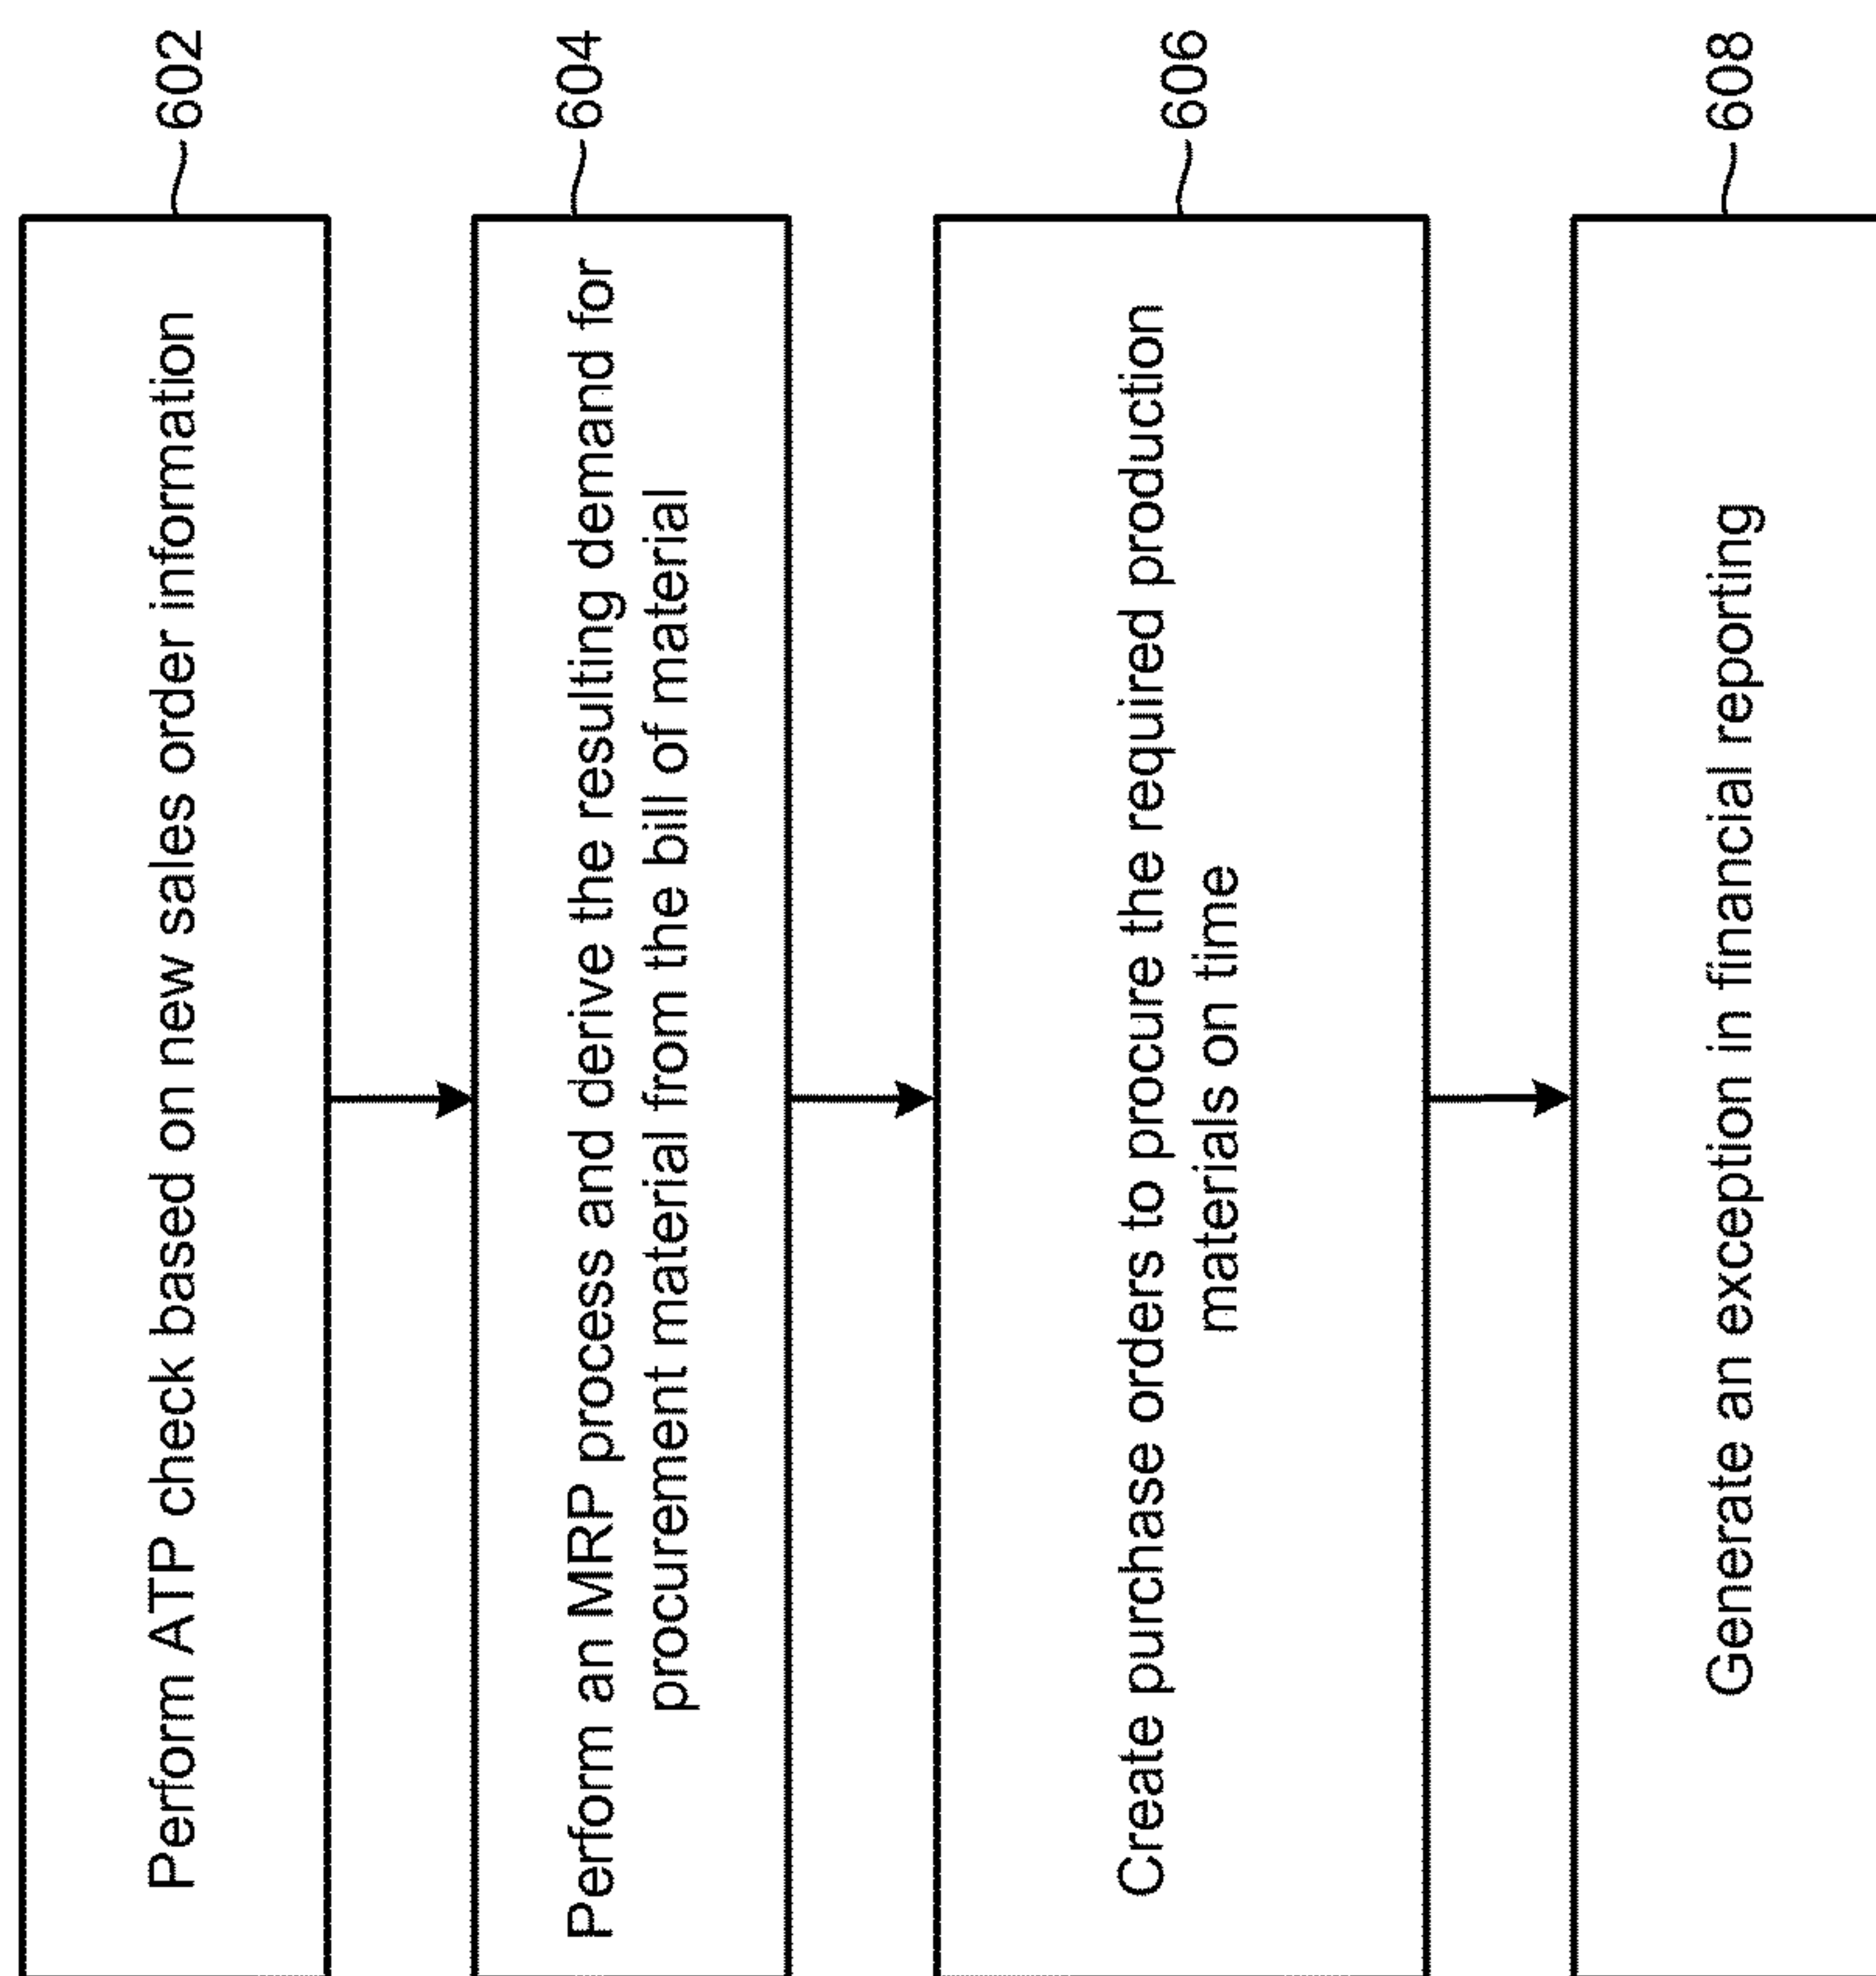 602
Perform ATP check based on new sales order information
604
Perform an MRP process and derive the resulting demand for
procurement material from the bill of material
606
Create purchase orders to procure the required production
materials on time
608
Generate an exception in financial reporting